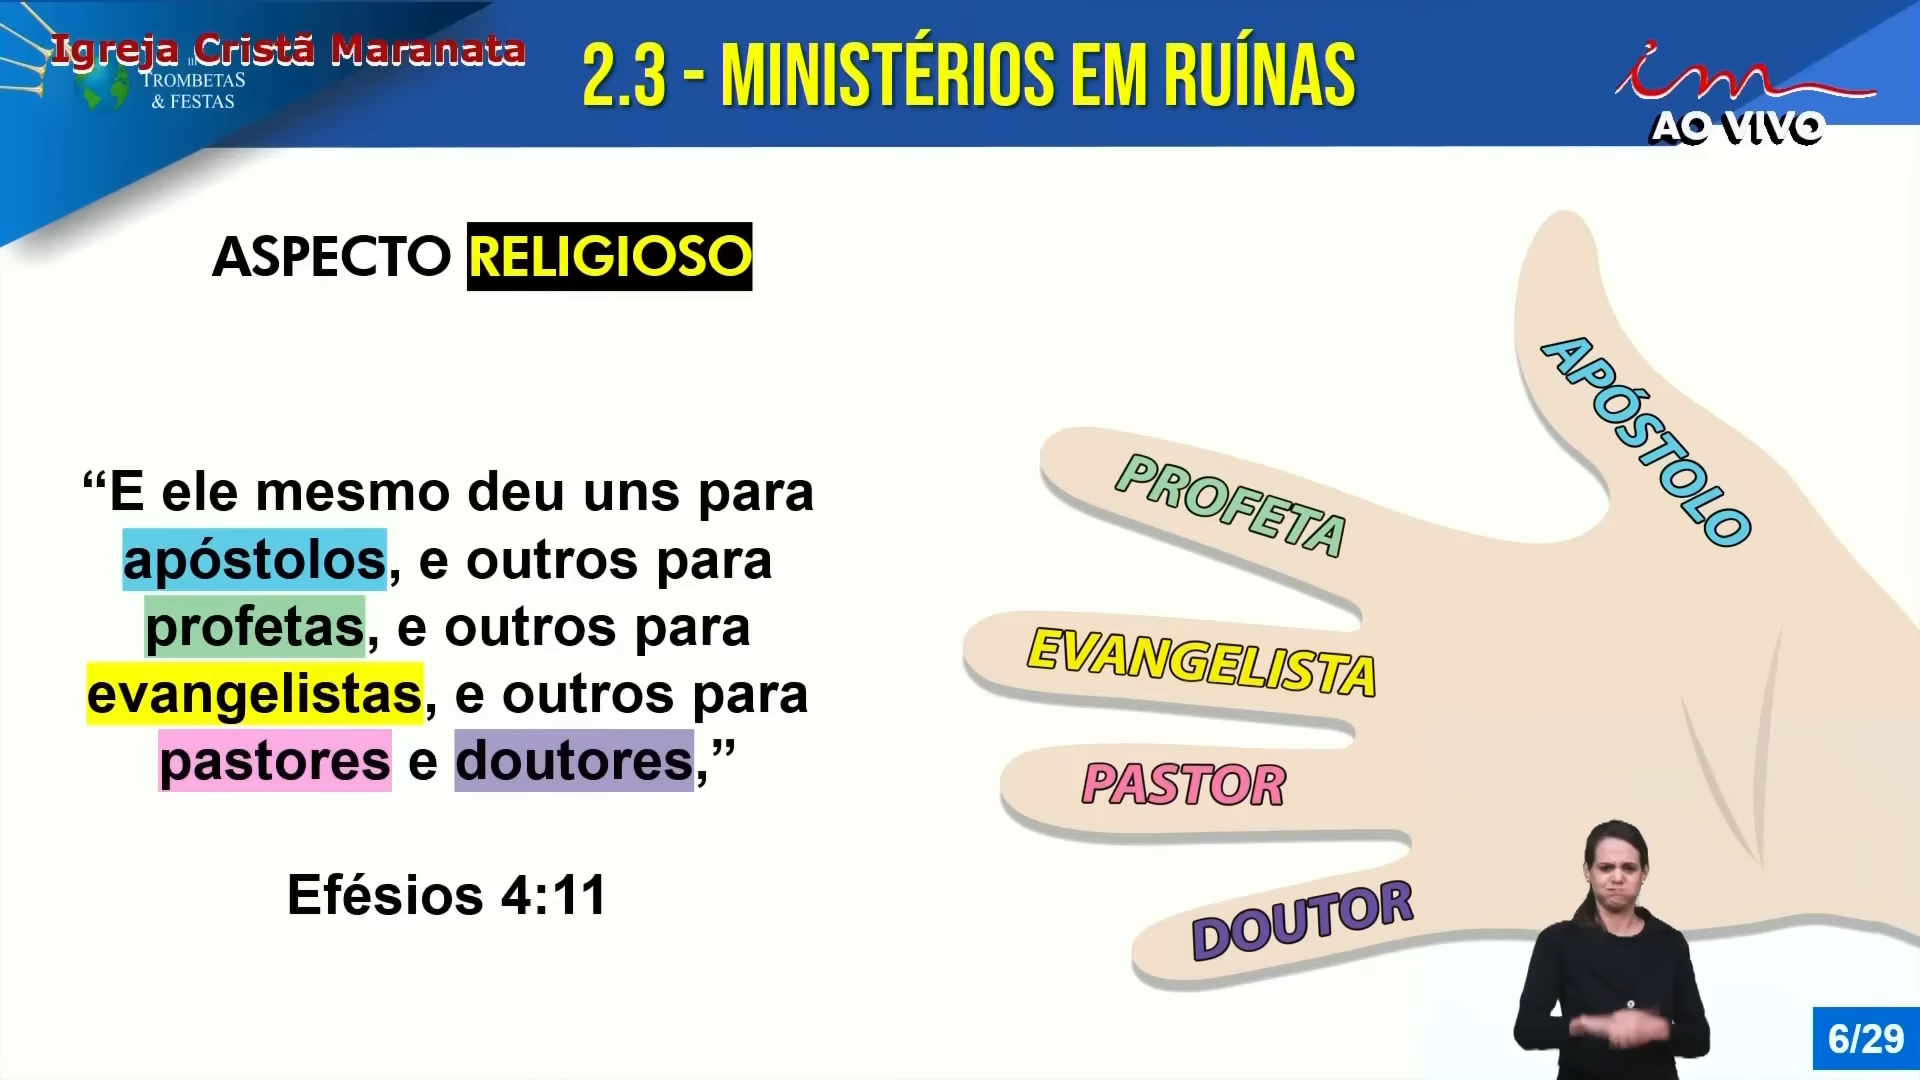 Igreja Cristã Maranata
TROMBETAS
& FESTAS
2.3 - MINISTÉRIOS EM RUÍNAS
im
AO VIVO
ASPECTO RELIGIOSO
“E ele mesmo deu uns para
apóstolos, e outros para
profetas, e outros para
evangelistas, e outros para
pastores e doutores,”
Efésios 4:11
APÓSTOLO
PROFETA
EVANGELISTA
PASTOR
DOUTOR
6/29